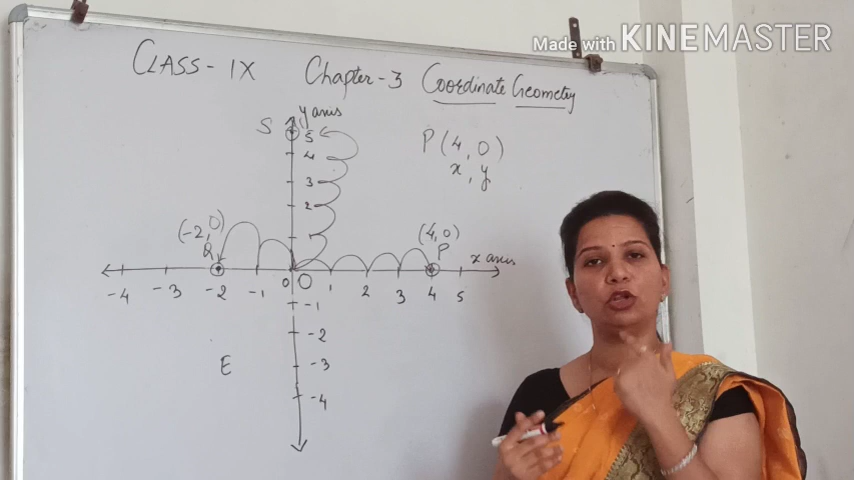 Made with KINEMASTER
CLASS-IX Chapter-3 Coordinate Geometry
y axis
S 5
4
3
2
1
P(4,0)
x, y
(-2,0)
Q
(4,0)
P
x axis
-4 -3 -2 -1 0 O 1 2 3 4 5
-1
-2
-3
-4
E